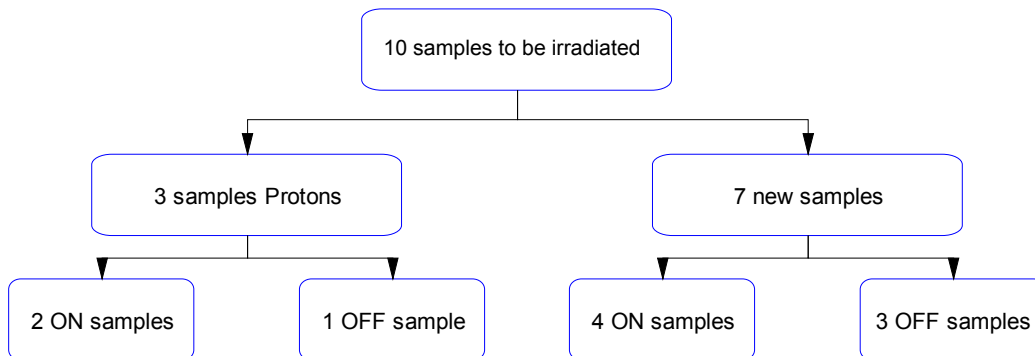 10 samples to be irradiated
3 samples Protons
7 new samples
2 ON samples
1 OFF sample
4 ON samples
3 OFF samples